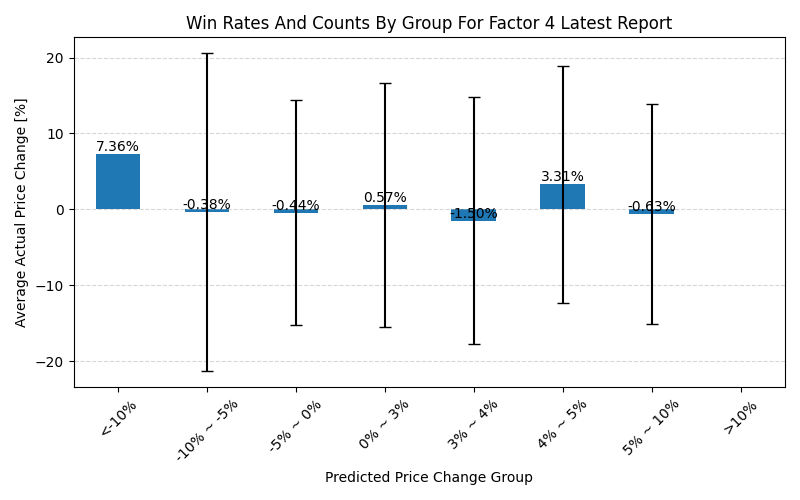 Win Rates And Counts By Group For Factor 4 Latest Report
Average Actual Price Change [%]
20
10
0
−10
−20
7.36%
-0.38%
-0.44%
0.57%
-1.50%
3.31%
-0.63%
<-10%
-10% ~ -5%
-5% ~ 0%
0% ~ 3%
3% ~ 4%
4% ~ 5%
5% ~ 10%
>10%
Predicted Price Change Group